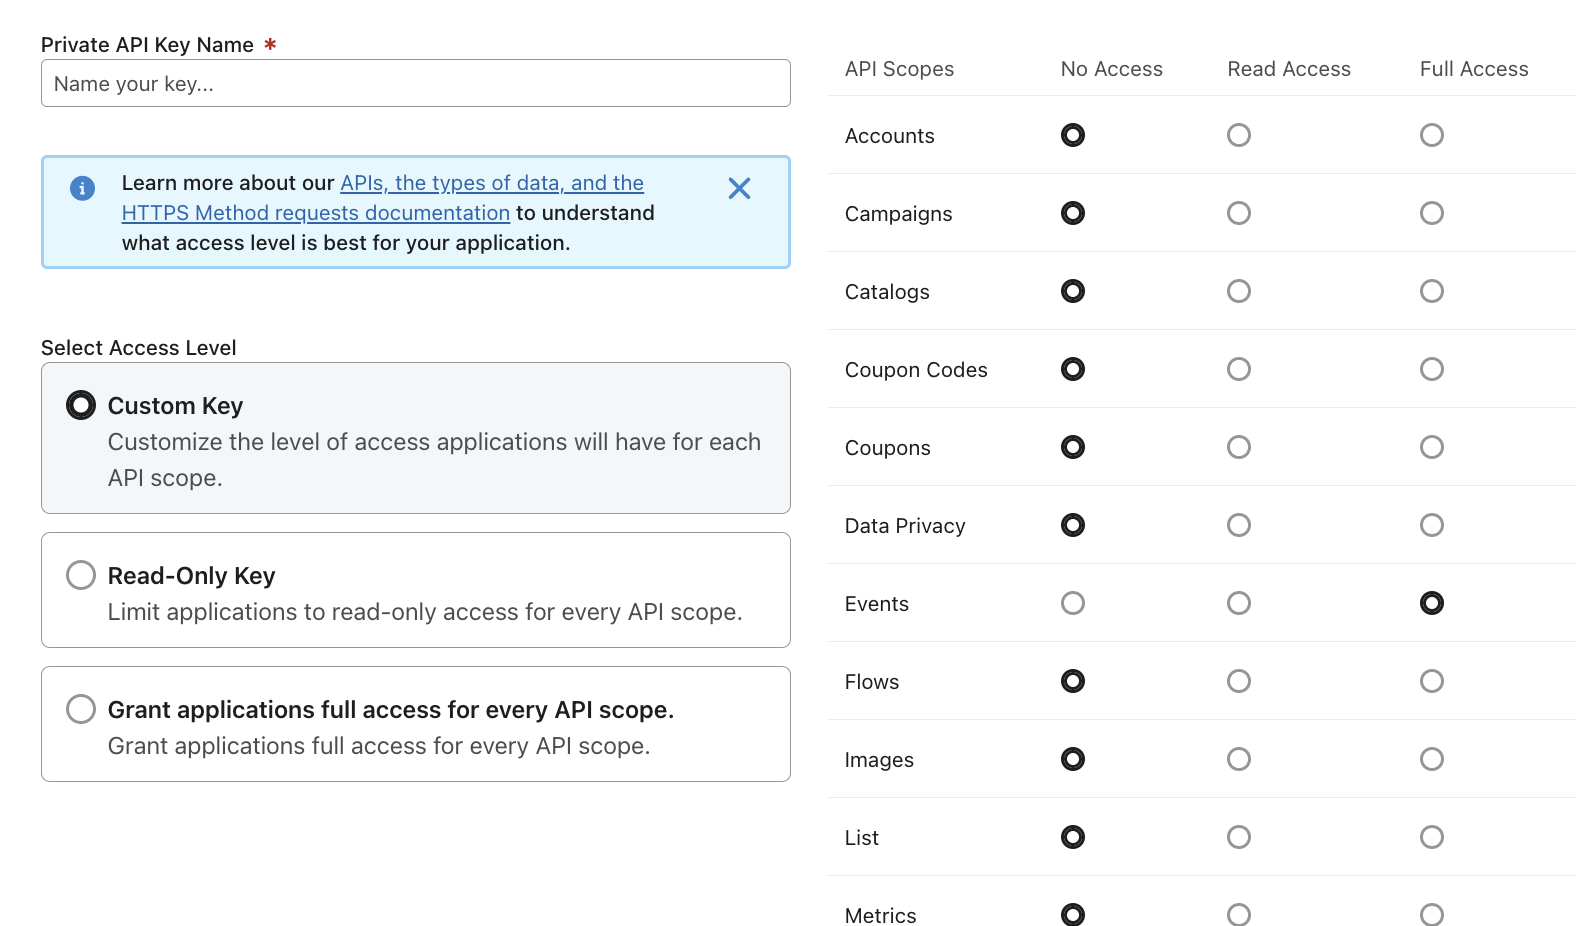 Private API Key Name *
Name your key...
Learn more about our APIs, the types of data, and the
HTTPS Method requests documentation to understand
what access level is best for your application.
Select Access Level
Custom Key
Customize the level of access applications will have for each
API scope.
Read-Only Key
Limit applications to read-only access for every API scope.
Grant applications full access for every API scope.
Grant applications full access for every API scope.
API Scopes No Access Read Access Full Access
Accounts
Campaigns
Catalogs
Coupon Codes
Coupons
Data Privacy
Events
Flows
Images
List
Metrics